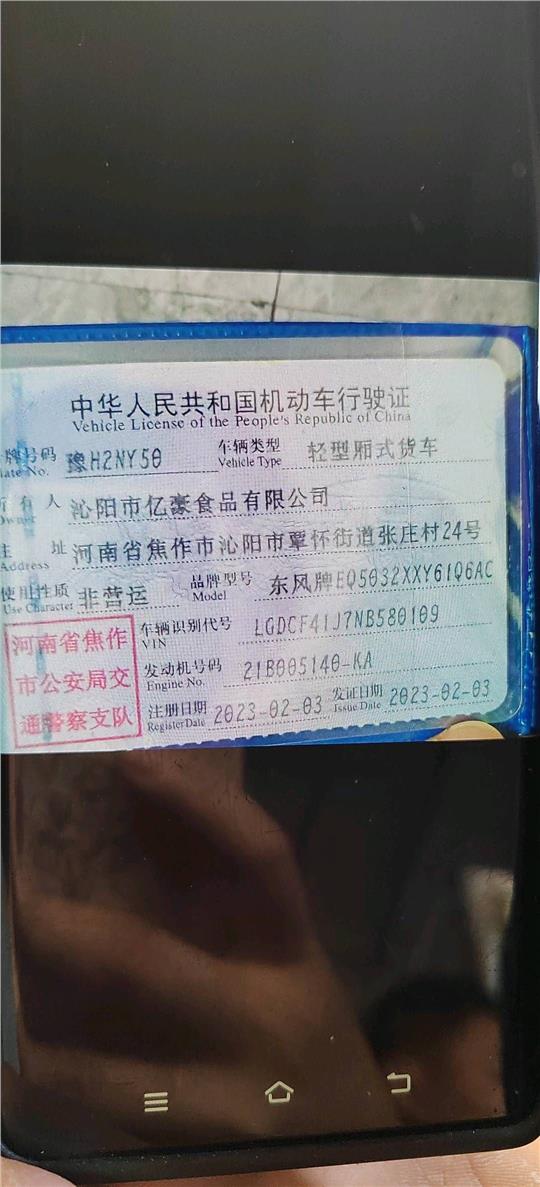 中华人民共和国机动车行驶证
Vehicle License of the People's Republic of China
牌号码 豫H2NY50 车辆类型 轻型厢式货车
Plate No. Vehicle Type
所有人 沁阳市亿豪食品有限公司
Owner
住址 河南省焦作市沁阳市覃怀街道张庄村24号
Address
使用性质 非营运 品牌型号 东风牌EQ5032XXY61Q6AC
Use Character Model
车辆识别代号 LGDCF41J7NB580109
VIN
发动机号码 21B005140-KA
Engine No.
注册日期 2023-02-03 发证日期 2023-02-03
Register Date Issue Date
河南省焦作
市公安局交
通警察支队